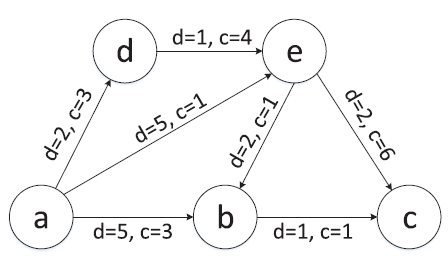 d=1, c=4
d
e
d=2, c=3
d=5, c=1
d=2, c=1
d=2, c=6
a
b
c
d=5, c=3
d=1, c=1